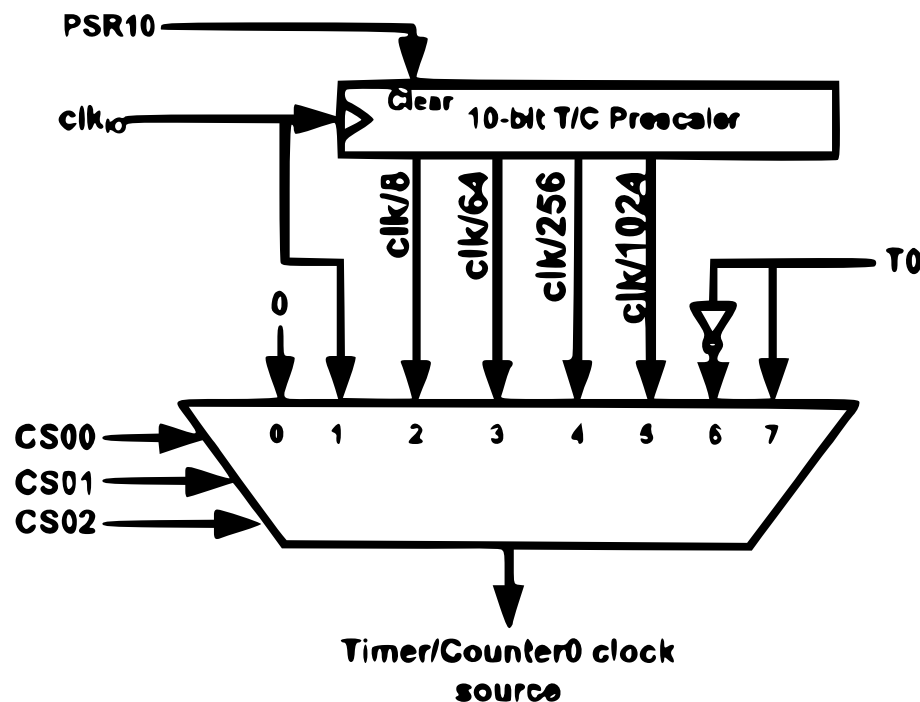 PSR10
Clear
clkIO
10-bit T/C Prescaler
clk/8
clk/64
clk/256
clk/1024
T0
0
0 1 2 3 4 5 6 7
CS00
CS01
CS02
Timer/Counter0 clock
source